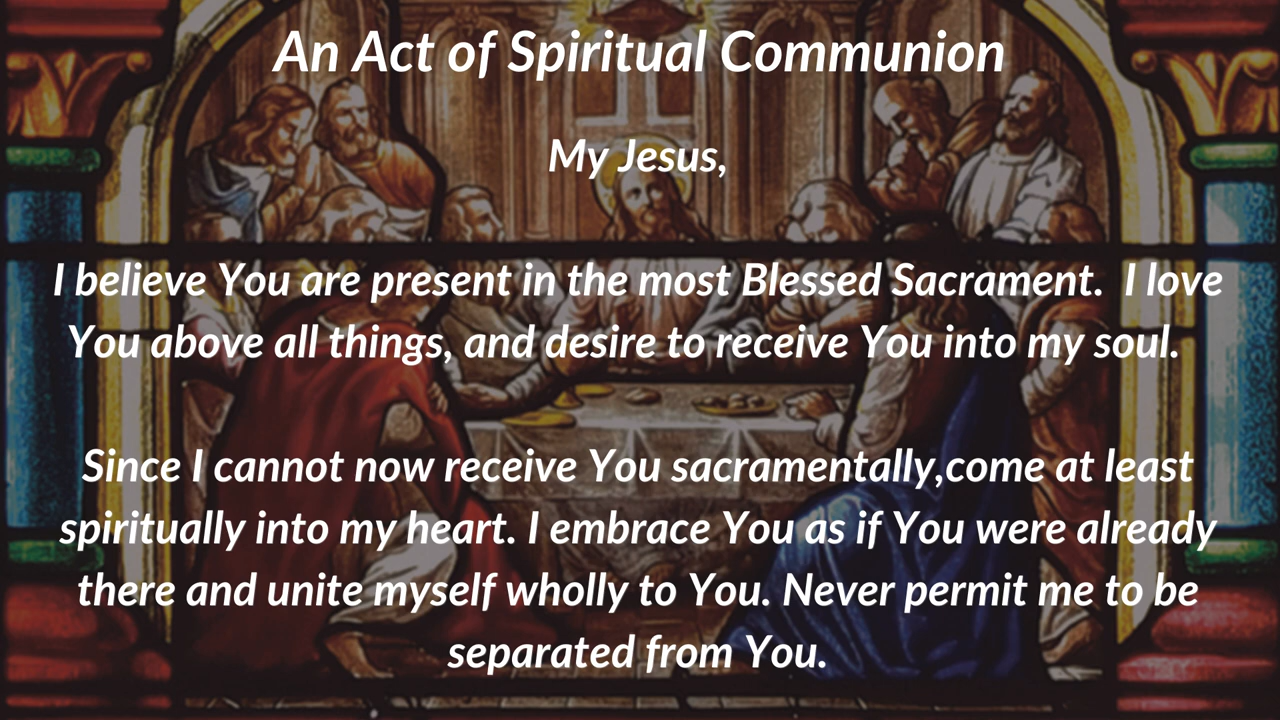 An Act of Spiritual Communion
My Jesus,
I believe You are present in the most Blessed Sacrament.  I love
You above all things, and desire to receive You into my soul.
Since I cannot now receive You sacramentally,come at least
spiritually into my heart. I embrace You as if You were already
there and unite myself wholly to You. Never permit me to be
separated from You.